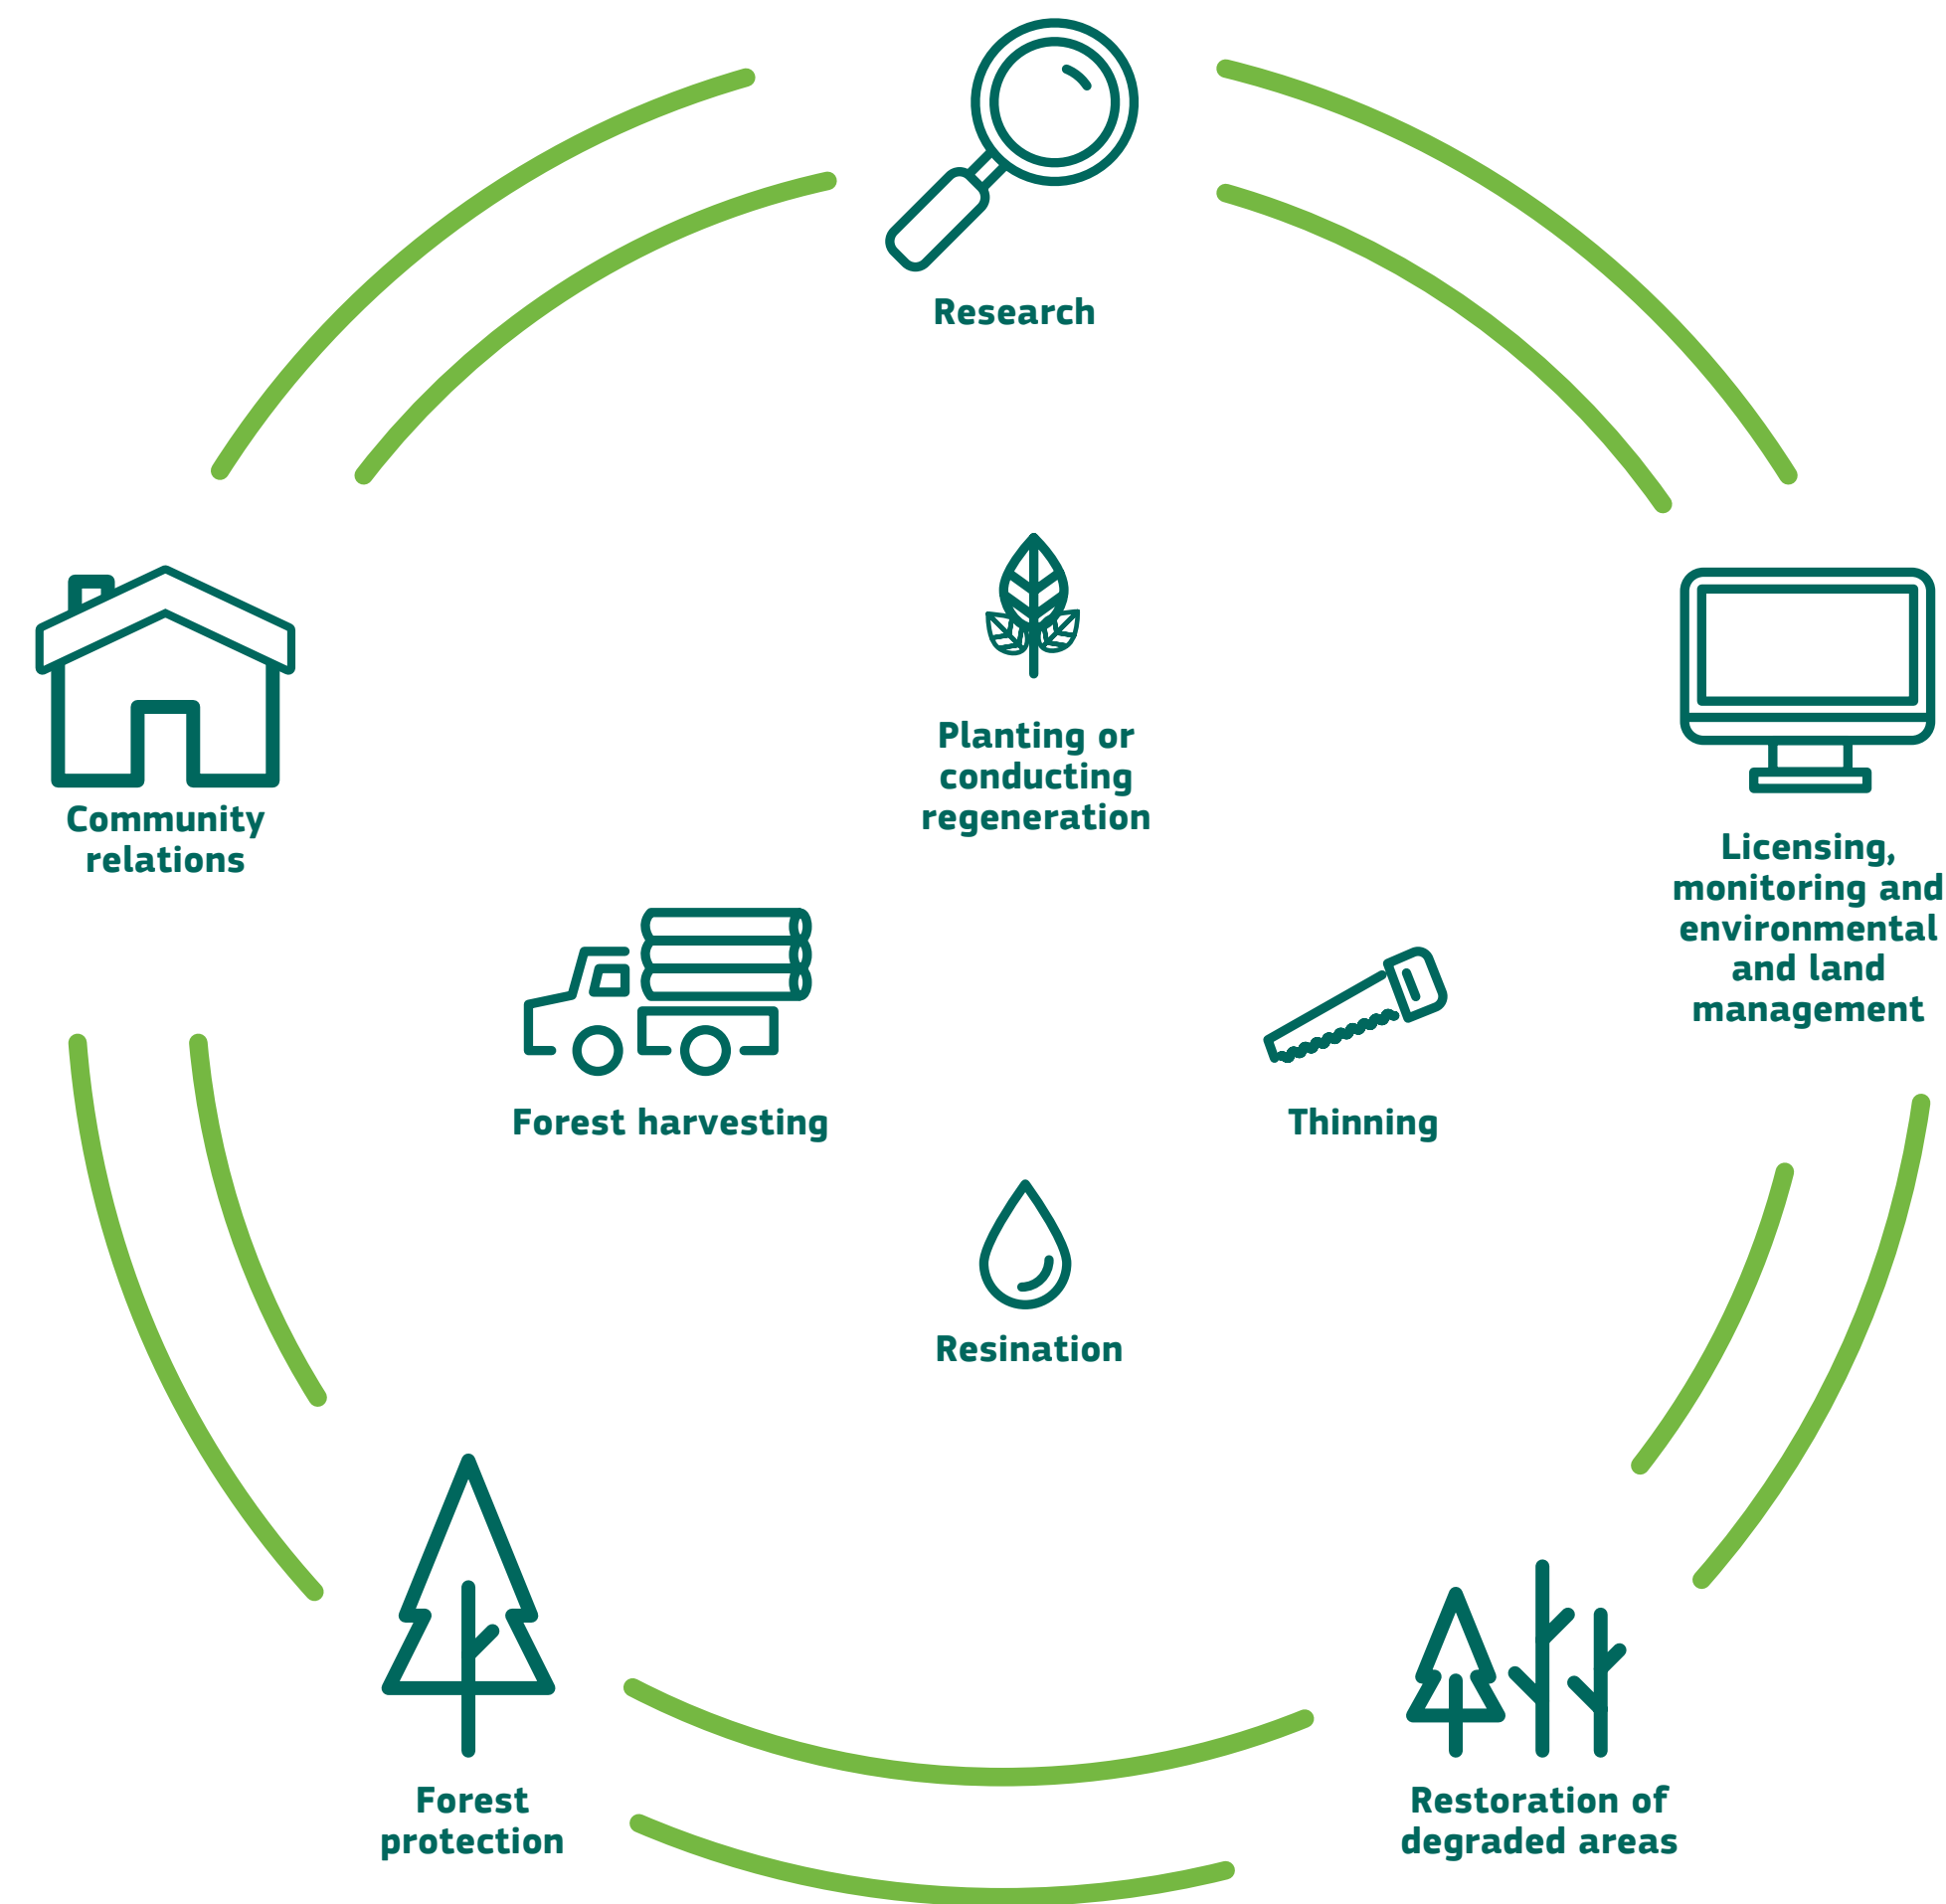 Research
Planting or
conducting
regeneration
Community
relations
Licensing,
monitoring and
environmental
and land
management
Forest harvesting
Thinning
Resination
Forest
protection
Restoration of
degraded areas